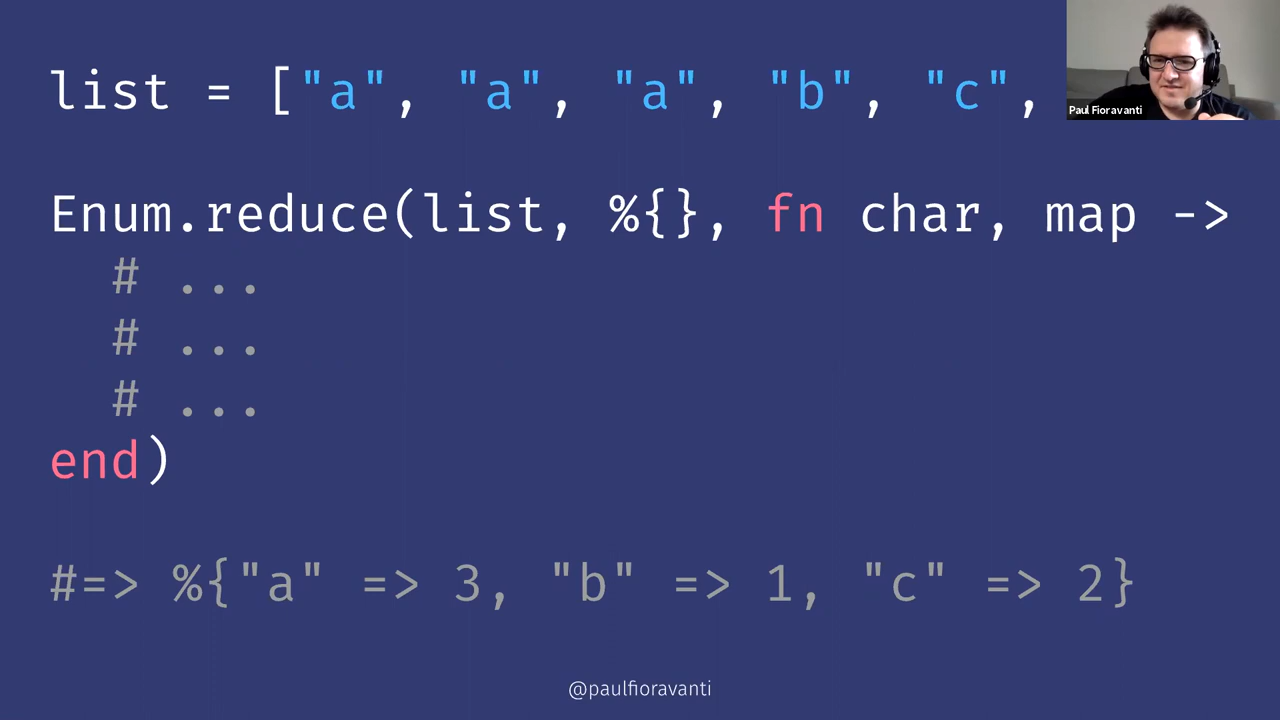 list = ["a", "a", "a", "b", "c",
Paul Fioravanti
Enum.reduce(list, %{}, fn char, map ->
  # ...
  # ...
  # ...
end)
#=> %{"a" => 3, "b" => 1, "c" => 2}
@paulfioravanti